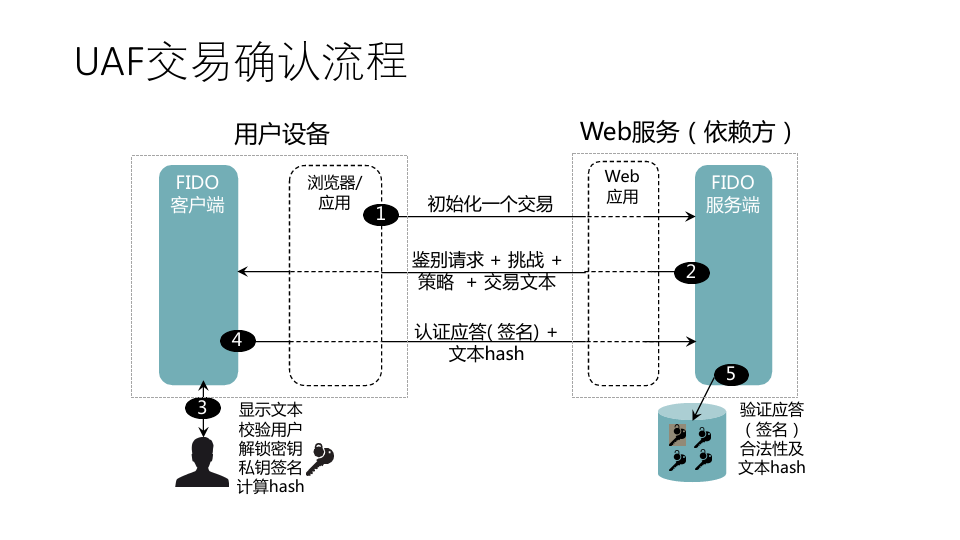 UAF交易确认流程
用户设备
Web服务（依赖方）
FIDO
客户端
浏览器/
应用
Web
应用
FIDO
服务端
1
初始化一个交易
鉴别请求 + 挑战 +
策略 + 交易文本
2
4
认证应答( 签名) +
文本hash
5
3
显示文本
校验用户
解锁密钥
私钥签名
计算hash
验证应答
（签名）
合法性及
文本hash